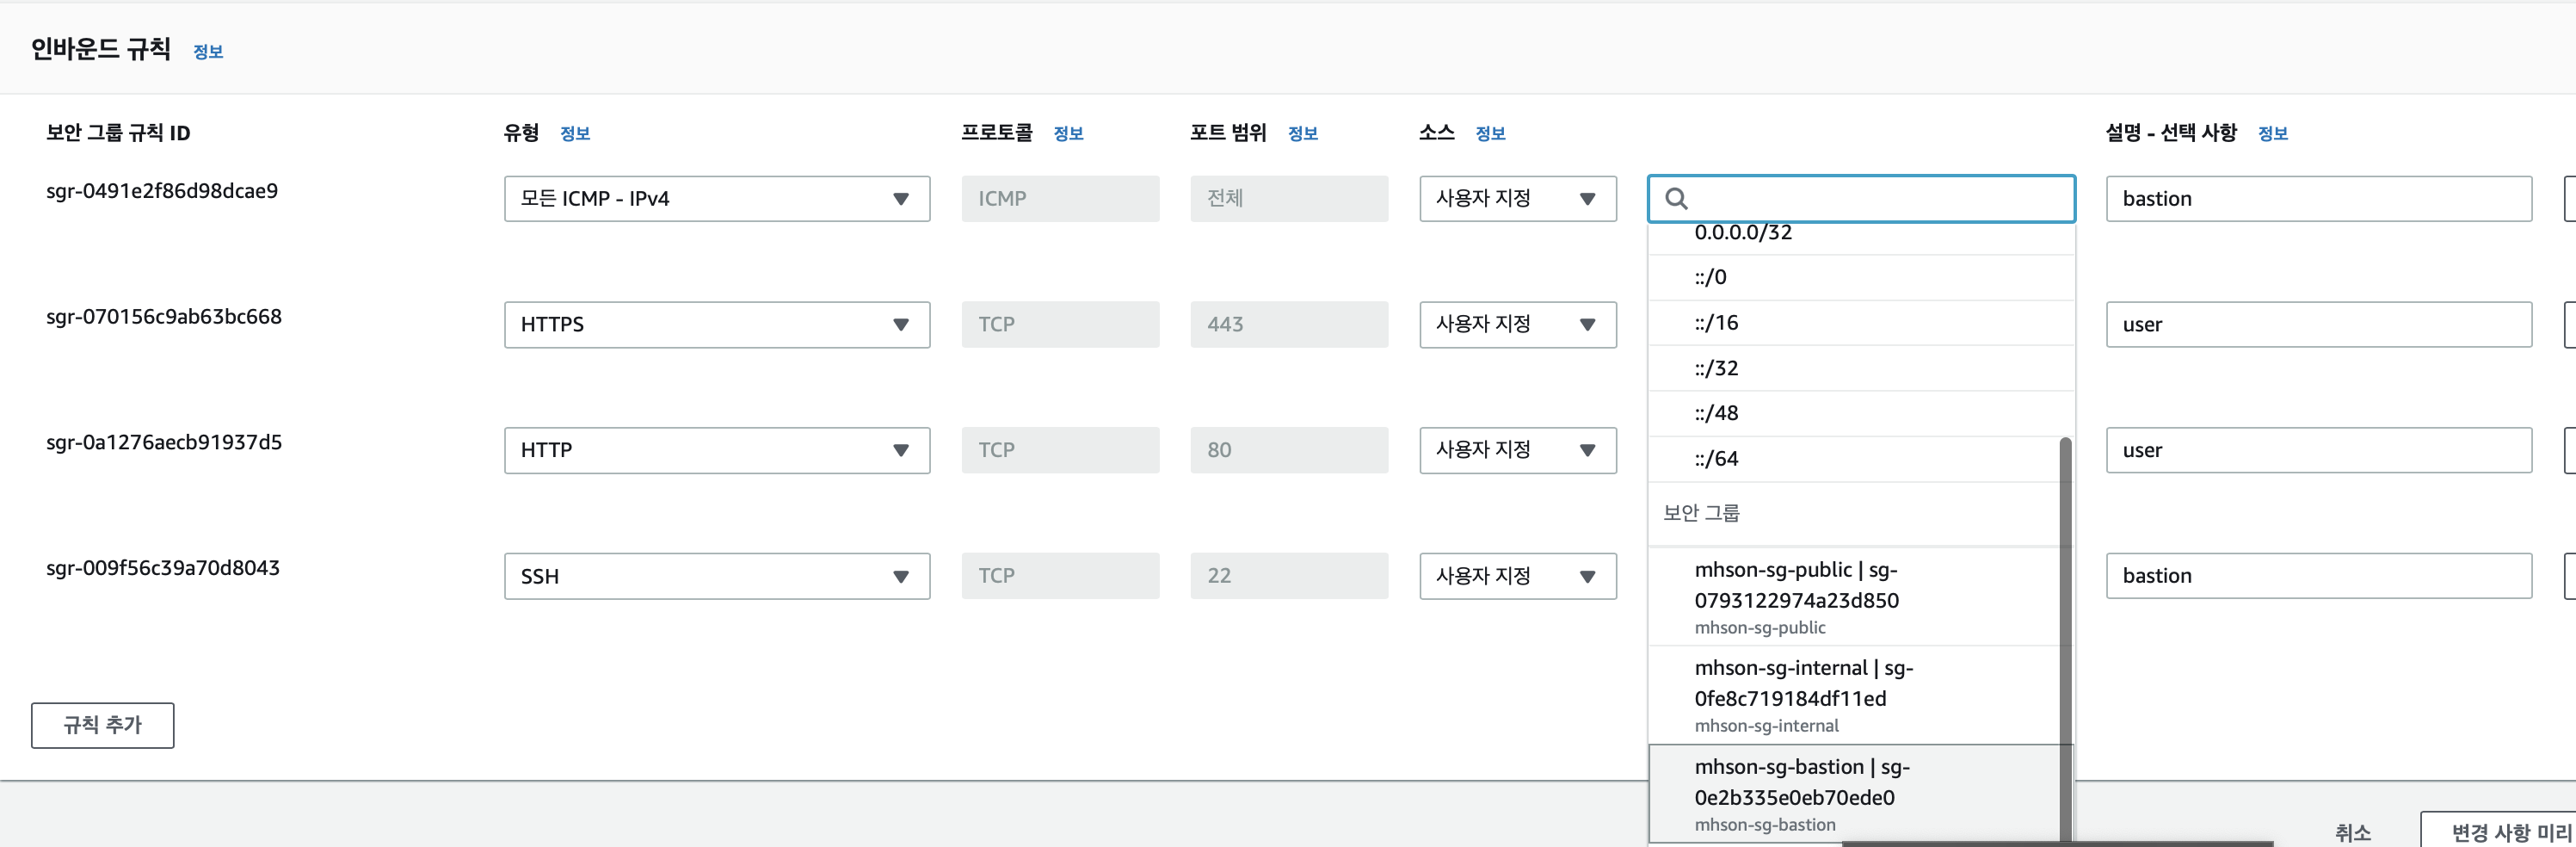 인바운드 규칙 정보
보안 그룹 규칙 ID 유형 정보 프로토콜 정보 포트 범위 정보 소스 정보 설명 - 선택 사항 정보
sgr-0491e2f86d98dcae9 모든 ICMP - IPv4 ICMP 전체 사용자 지정 bastion
0.0.0.0/32
::/0
sgr-070156c9ab63bc668 HTTPS TCP 443 사용자 지정 ::/16 user
::/32
::/48
sgr-0a1276aecb91937d5 HTTP TCP 80 사용자 지정 ::/64 user
보안 그룹
sgr-009f56c39a70d8043 SSH TCP 22 사용자 지정 mhson-sg-public | sg- bastion
0793122974a23d850
mhson-sg-public
mhson-sg-internal | sg-
0fe8c719184df11ed
mhson-sg-internal
규칙 추가
mhson-sg-bastion | sg-
0e2b335e0eb70ede0
mhson-sg-bastion
취소 변경 사항 미리